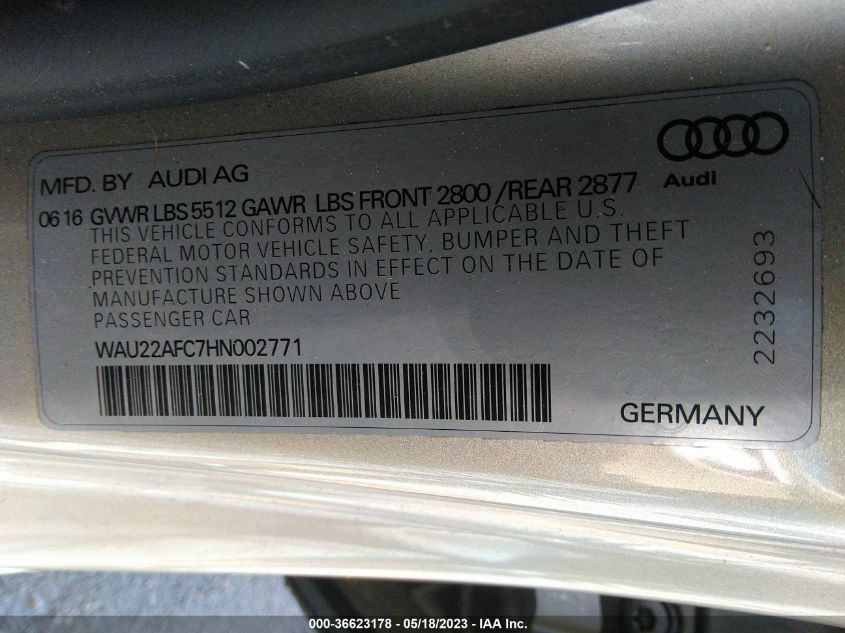 MFD. BY AUDI AG
Audi
06 16 GVWR LBS 5512 GAWR LBS FRONT 2800 /REAR 2877
THIS VEHICLE CONFORMS TO ALL APPLICABLE U.S.
FEDERAL MOTOR VEHICLE SAFETY, BUMPER AND THEFT
PREVENTION STANDARDS IN EFFECT ON THE DATE OF
MANUFACTURE SHOWN ABOVE
PASSENGER CAR
WAU22AFC7HN002771
2232693
GERMANY
000-36623178 - 05/18/2023 - IAA Inc.